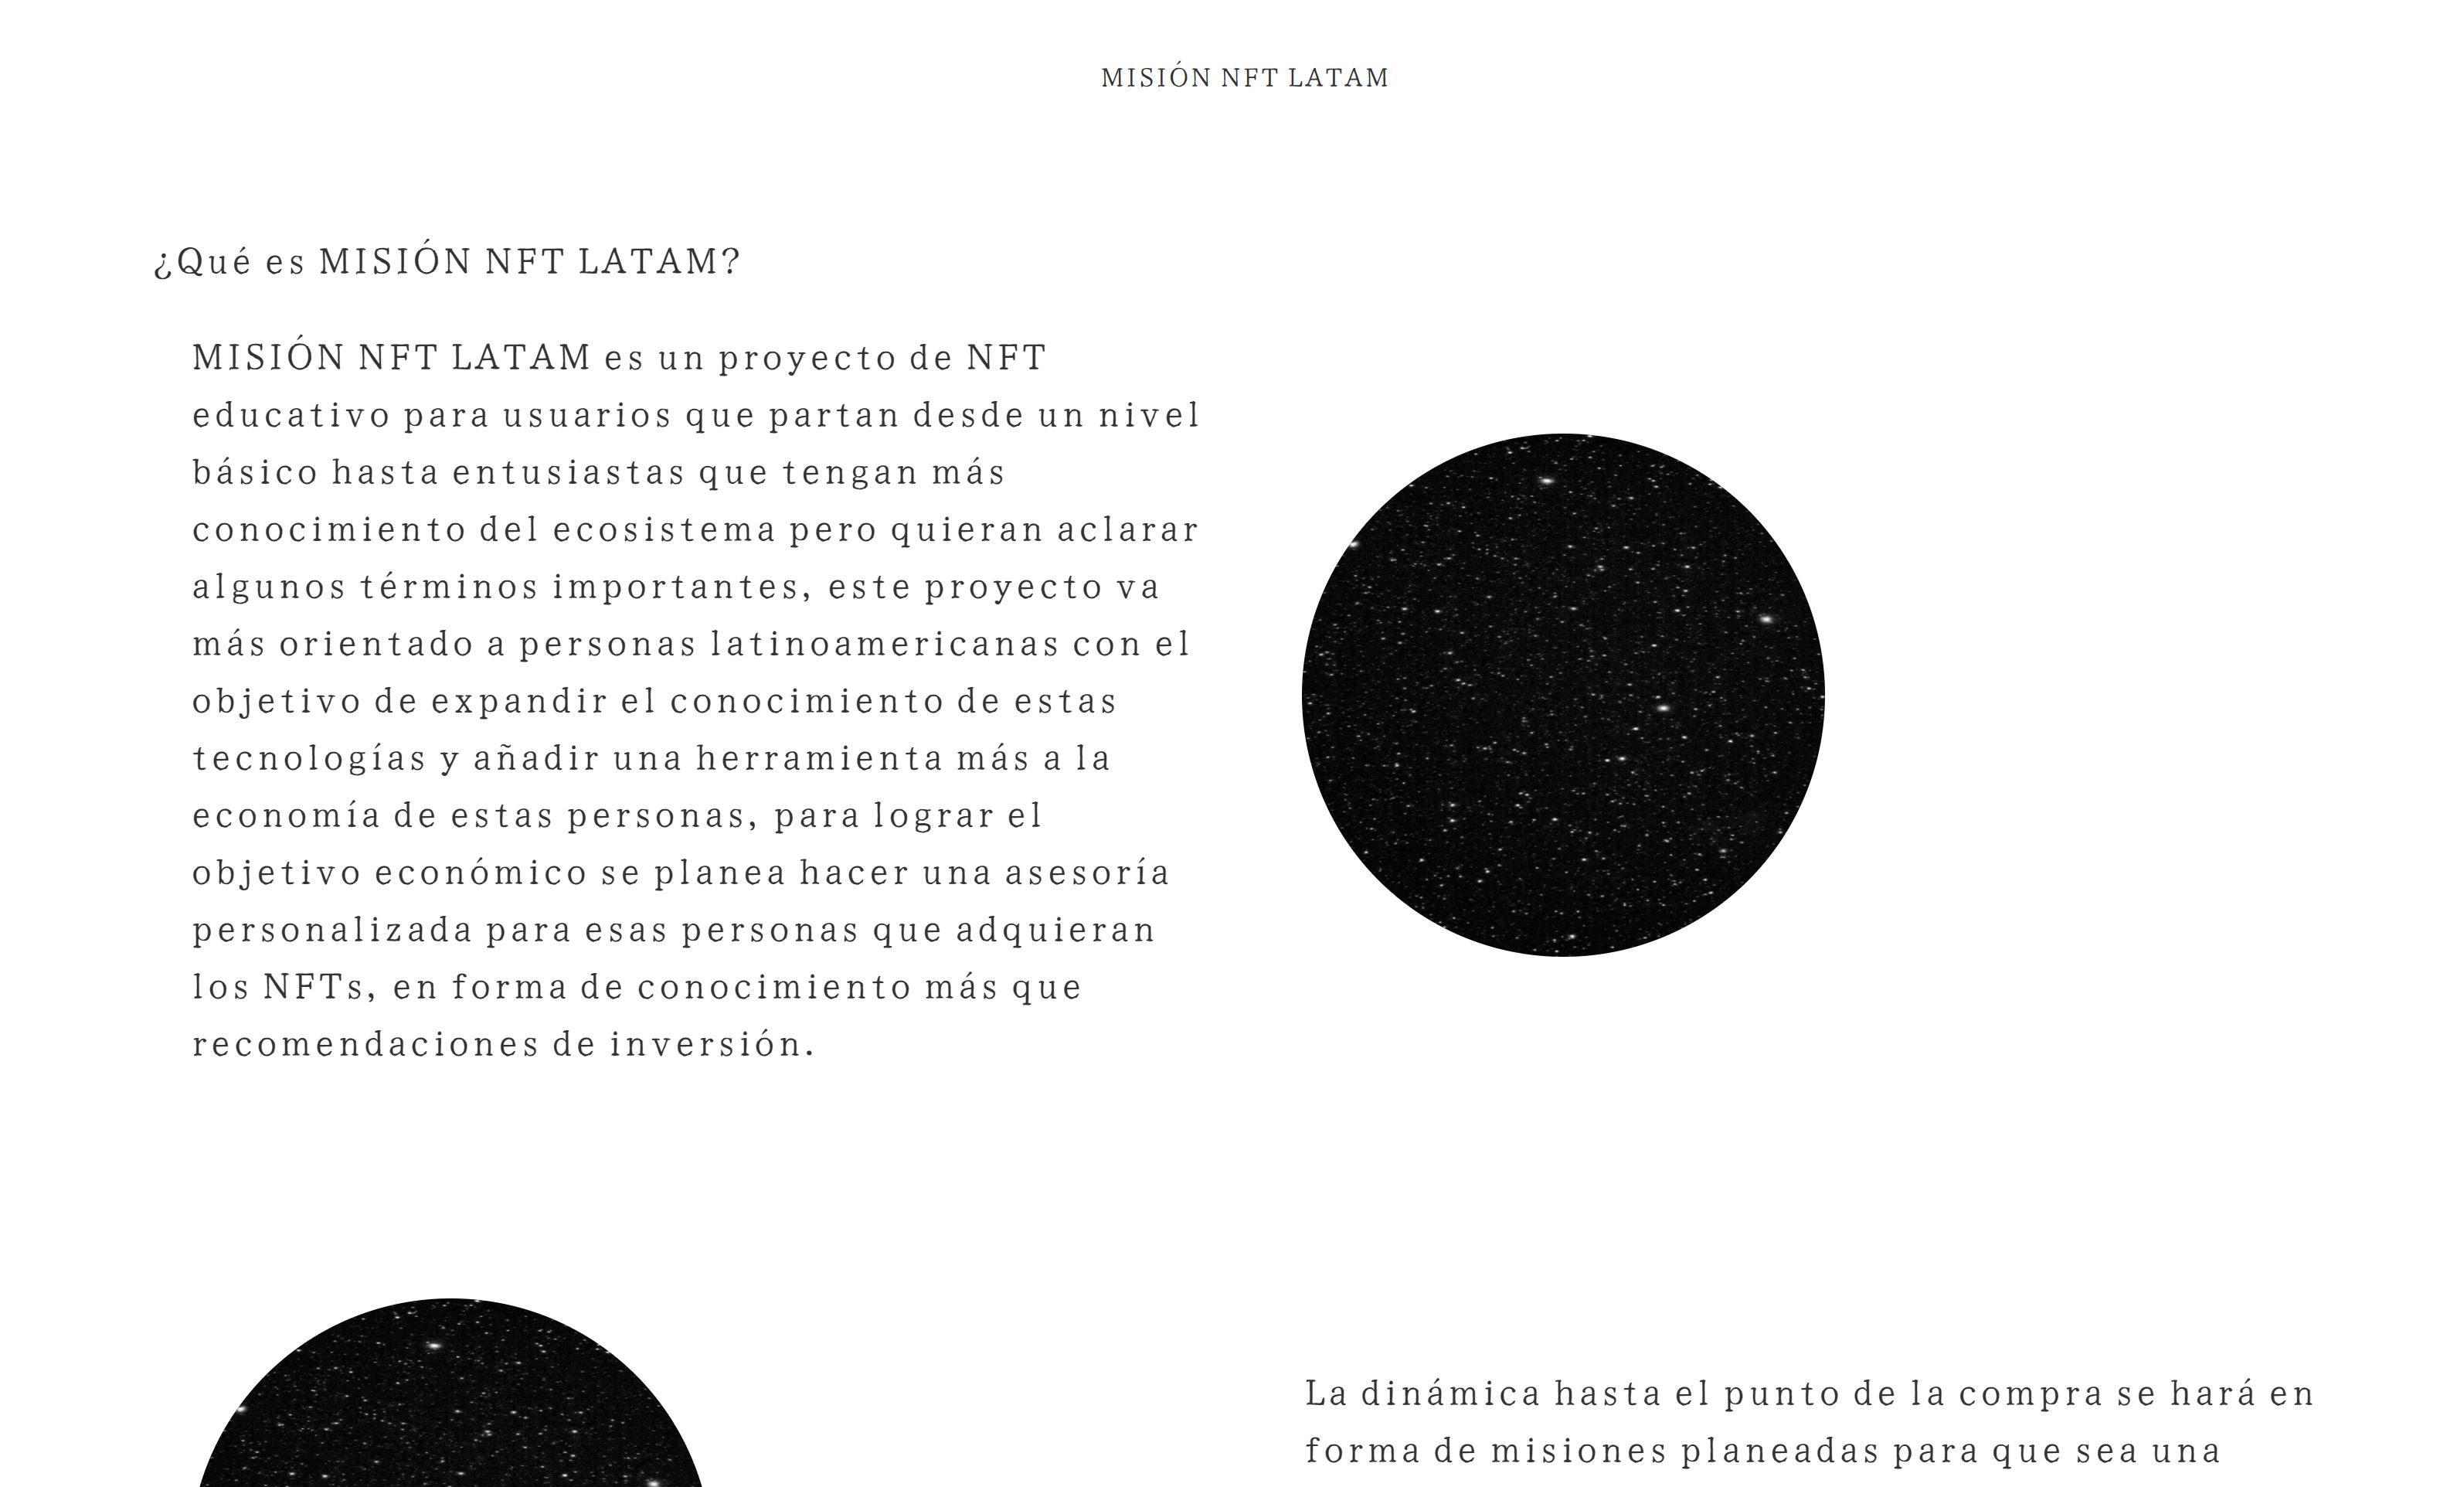 MISIÓN NFT LATAM
¿Qué es MISIÓN NFT LATAM?
MISIÓN NFT LATAM es un proyecto de NFT
educativo para usuarios que partan desde un nivel
básico hasta entusiastas que tengan más
conocimiento del ecosistema pero quieran aclarar
algunos términos importantes, este proyecto va
más orientado a personas latinoamericanas con el
objetivo de expandir el conocimiento de estas
tecnologías y añadir una herramienta más a la
economía de estas personas, para lograr el
objetivo económico se planea hacer una asesoría
personalizada para esas personas que adquieran
los NFTs, en forma de conocimiento más que
recomendaciones de inversión.
La dinámica hasta el punto de la compra se hará en
forma de misiones planeadas para que sea una